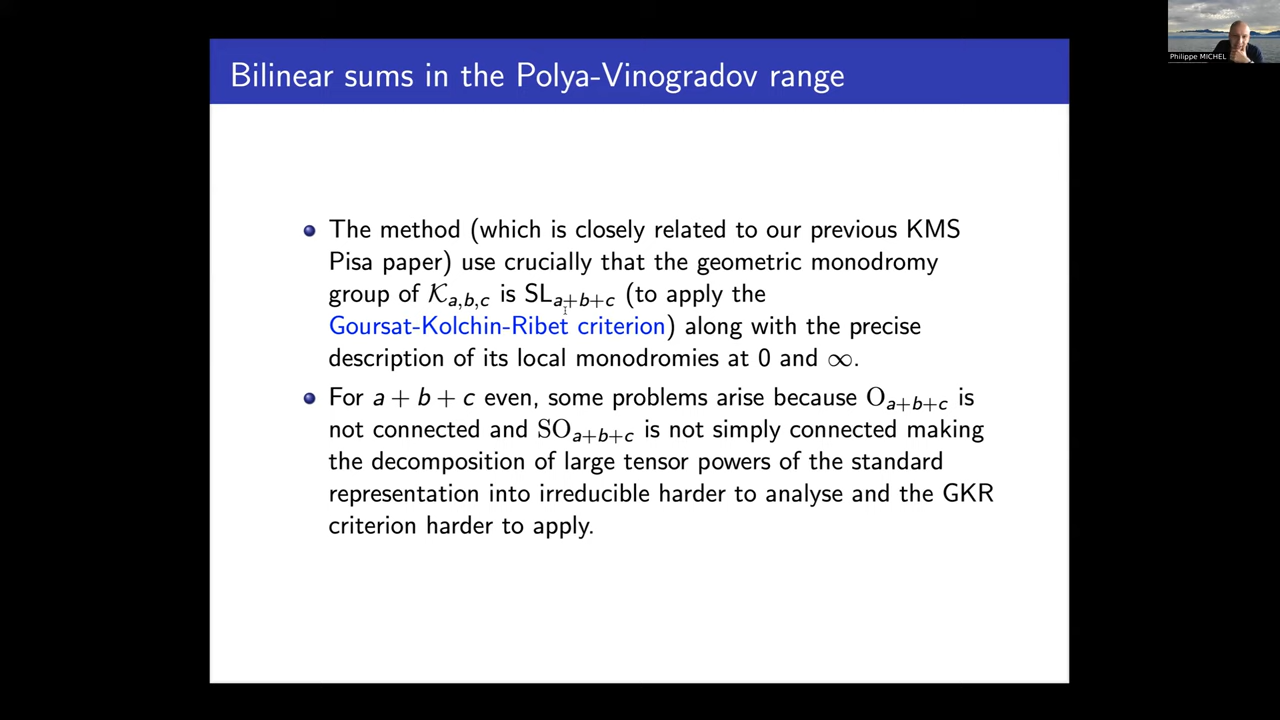 Bilinear sums in the Polya-Vinogradov range
Philippe MICHEL
The method (which is closely related to our previous KMS
Pisa paper) use crucially that the geometric monodromy
group of 𝒦a,b,c is SLa+b+c (to apply the
Goursat-Kolchin-Ribet criterion) along with the precise
description of its local monodromies at 0 and ∞.
For a + b + c even, some problems arise because Oa+b+c is
not connected and SOa+b+c is not simply connected making
the decomposition of large tensor powers of the standard
representation into irreducible harder to analyse and the GKR
criterion harder to apply.